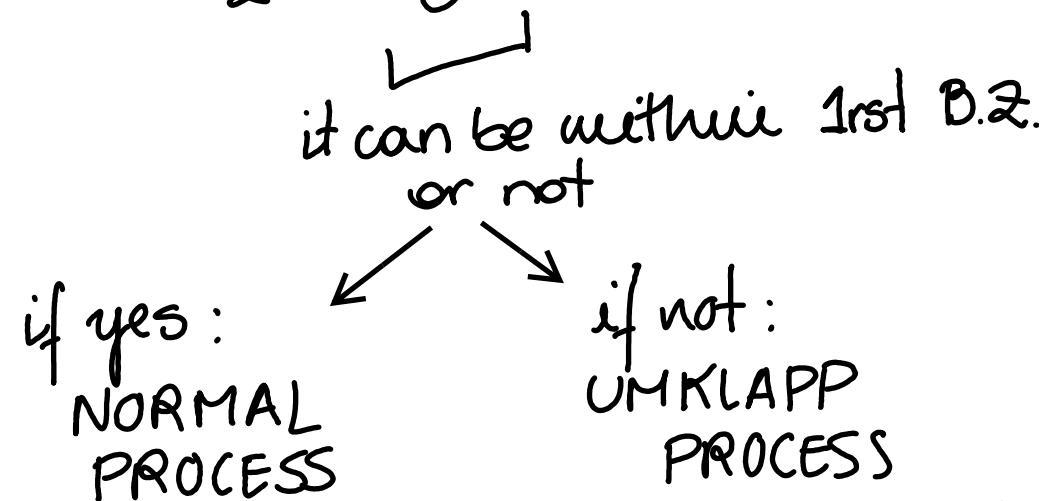 it can be within 1rst B.Z.
or not
if yes :
if not :
NORMAL
UMKLAPP
PROCESS
PROCESS